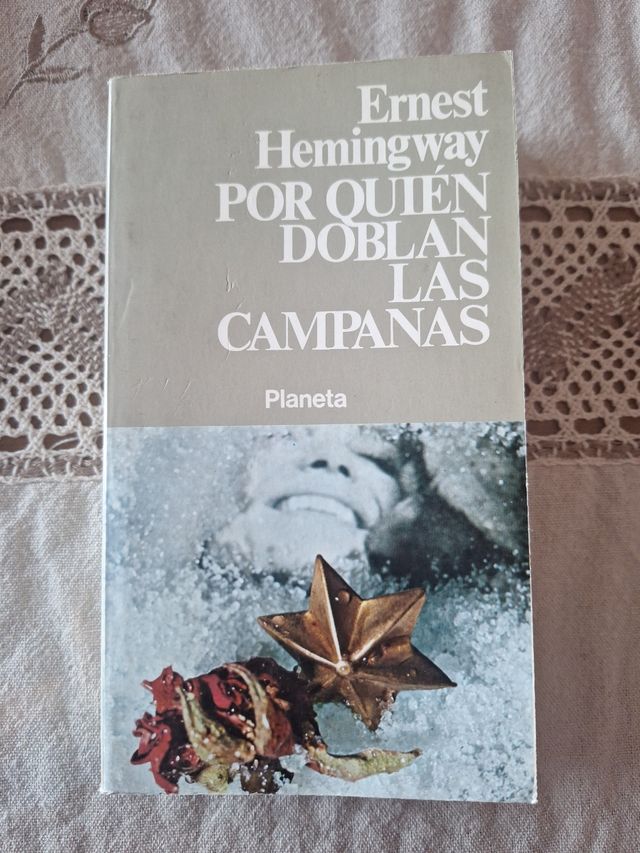 Ernest
Hemingway
POR QUIÉN
DOBLAN
LAS
CAMPANAS
Planeta